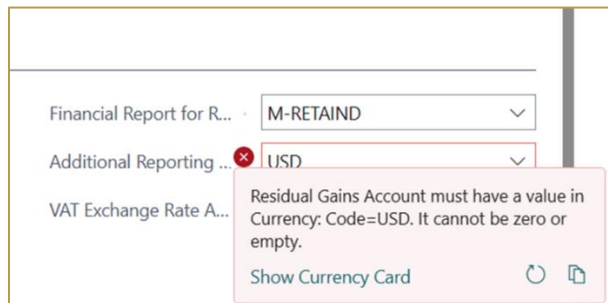 Financial Report for R... M-RETAIND
Additional Reporting ... USD
VAT Exchange Rate A...
Residual Gains Account must have a value in
Currency: Code=USD. It cannot be zero or
empty.
Show Currency Card